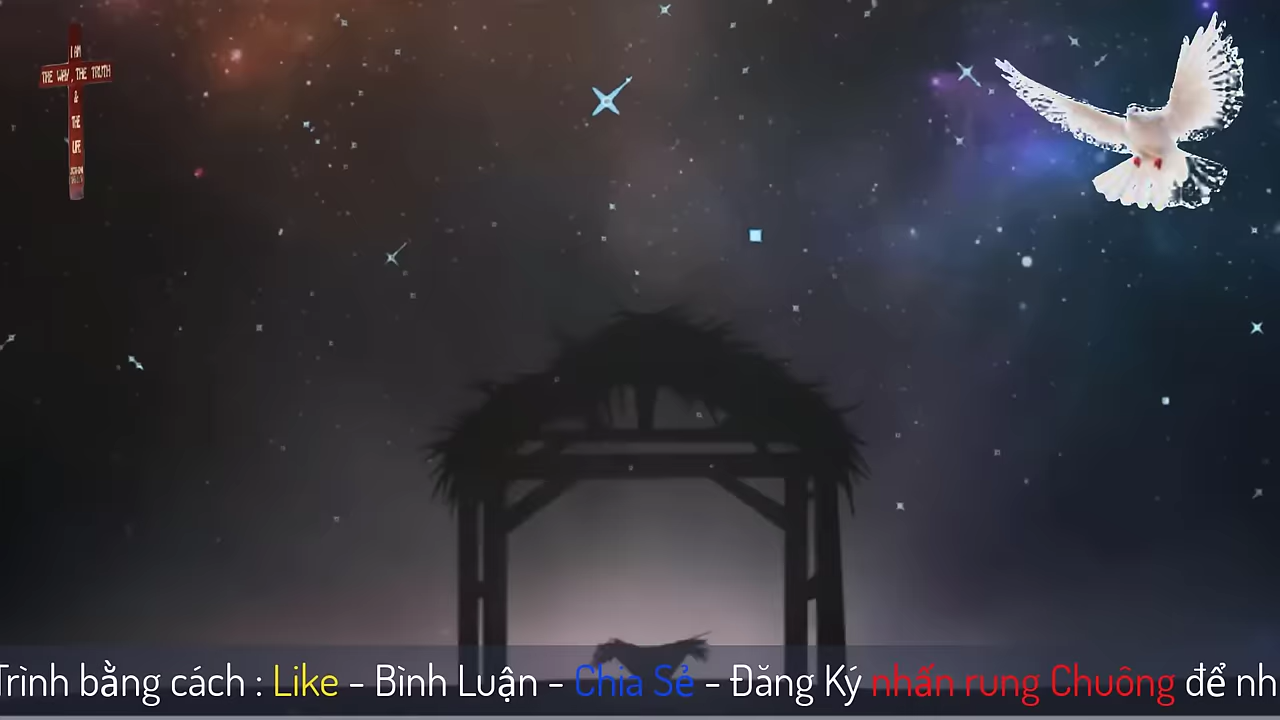 I AM
THE WAY, THE TRUTH
&
THE
LIFE
JOHN
Trình bằng cách : Like - Bình Luận - Chia Sẻ - Đăng Ký nhấn rung Chuông để nh